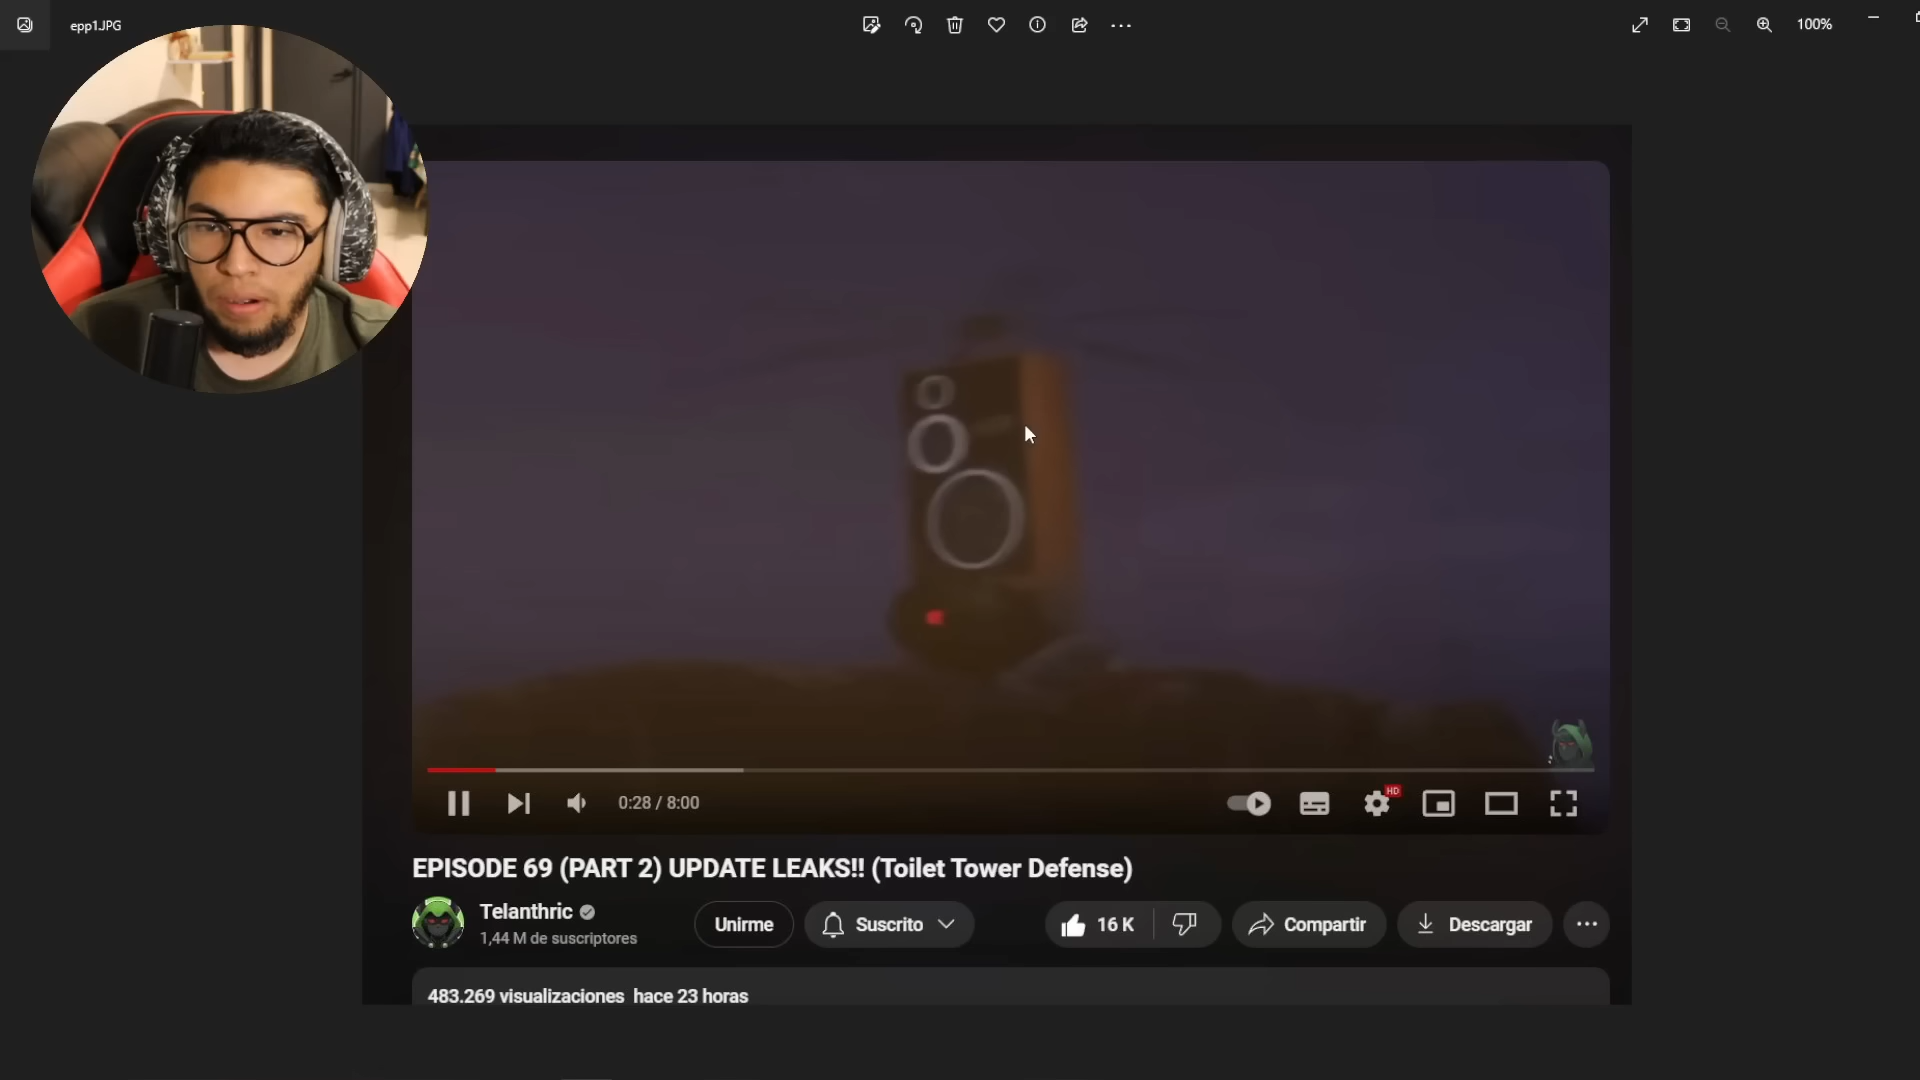 epp1.JPG
100%
HD
0:28 / 8:00
EPISODE 69 (PART 2) UPDATE LEAKS!! (Toilet Tower Defense)
Telanthric
1,44 M de suscriptores
Unirme
Suscrito
16 K
Compartir
Descargar
483.269 visualizaciones hace 23 horas